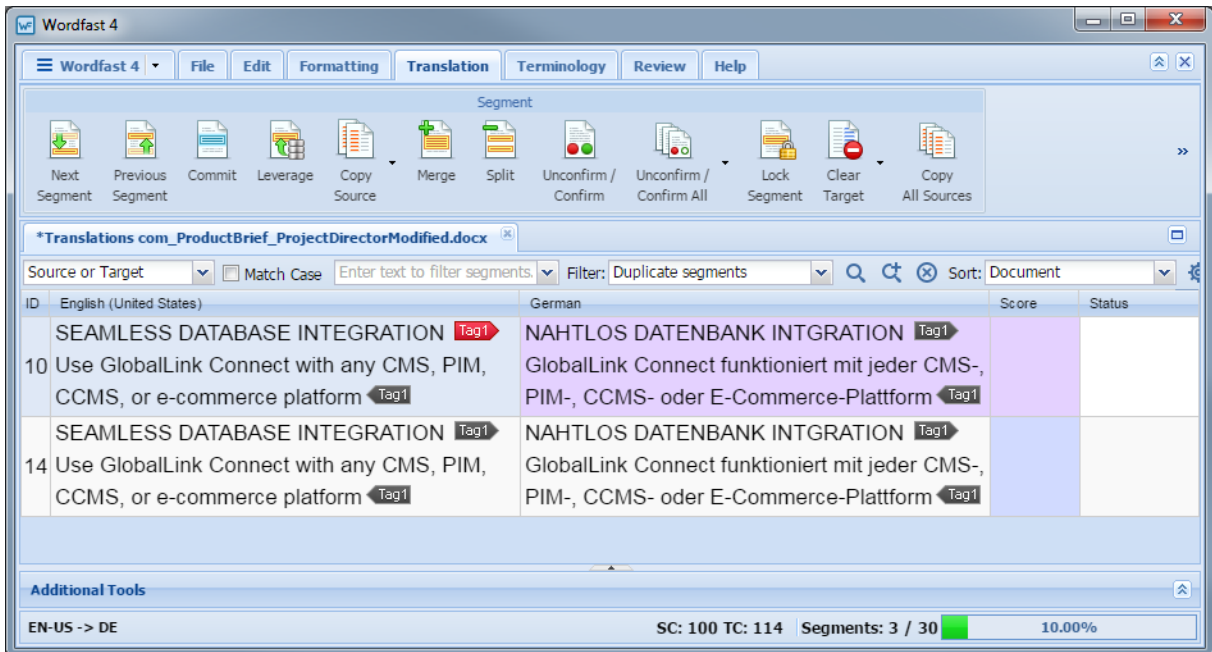 Wordfast 4
Wordfast 4 File Edit Formatting Translation Terminology Review Help
Segment
Next Segment
Previous Segment
Commit
Leverage
Copy Source
Merge
Split
Unconfirm / Confirm
Unconfirm / Confirm All
Lock Segment
Clear Target
Copy All Sources
»
*Translations com_ProductBrief_ProjectDirectorModified.docx
Source or Target Match Case Enter text to filter segments. Filter: Duplicate segments Sort: Document
ID English (United States) German Score Status
10
SEAMLESS DATABASE INTEGRATION Tag1
Use GlobalLink Connect with any CMS, PIM,
CCMS, or e-commerce platform Tag1
NAHTLOS DATENBANK INTGRATION Tag1
GlobalLink Connect funktioniert mit jeder CMS-,
PIM-, CCMS- oder E-Commerce-Plattform Tag1
14
SEAMLESS DATABASE INTEGRATION Tag1
Use GlobalLink Connect with any CMS, PIM,
CCMS, or e-commerce platform Tag1
NAHTLOS DATENBANK INTGRATION Tag1
GlobalLink Connect funktioniert mit jeder CMS-,
PIM-, CCMS- oder E-Commerce-Plattform Tag1
Additional Tools
EN-US -> DE SC: 100 TC: 114 Segments: 3 / 30 10.00%